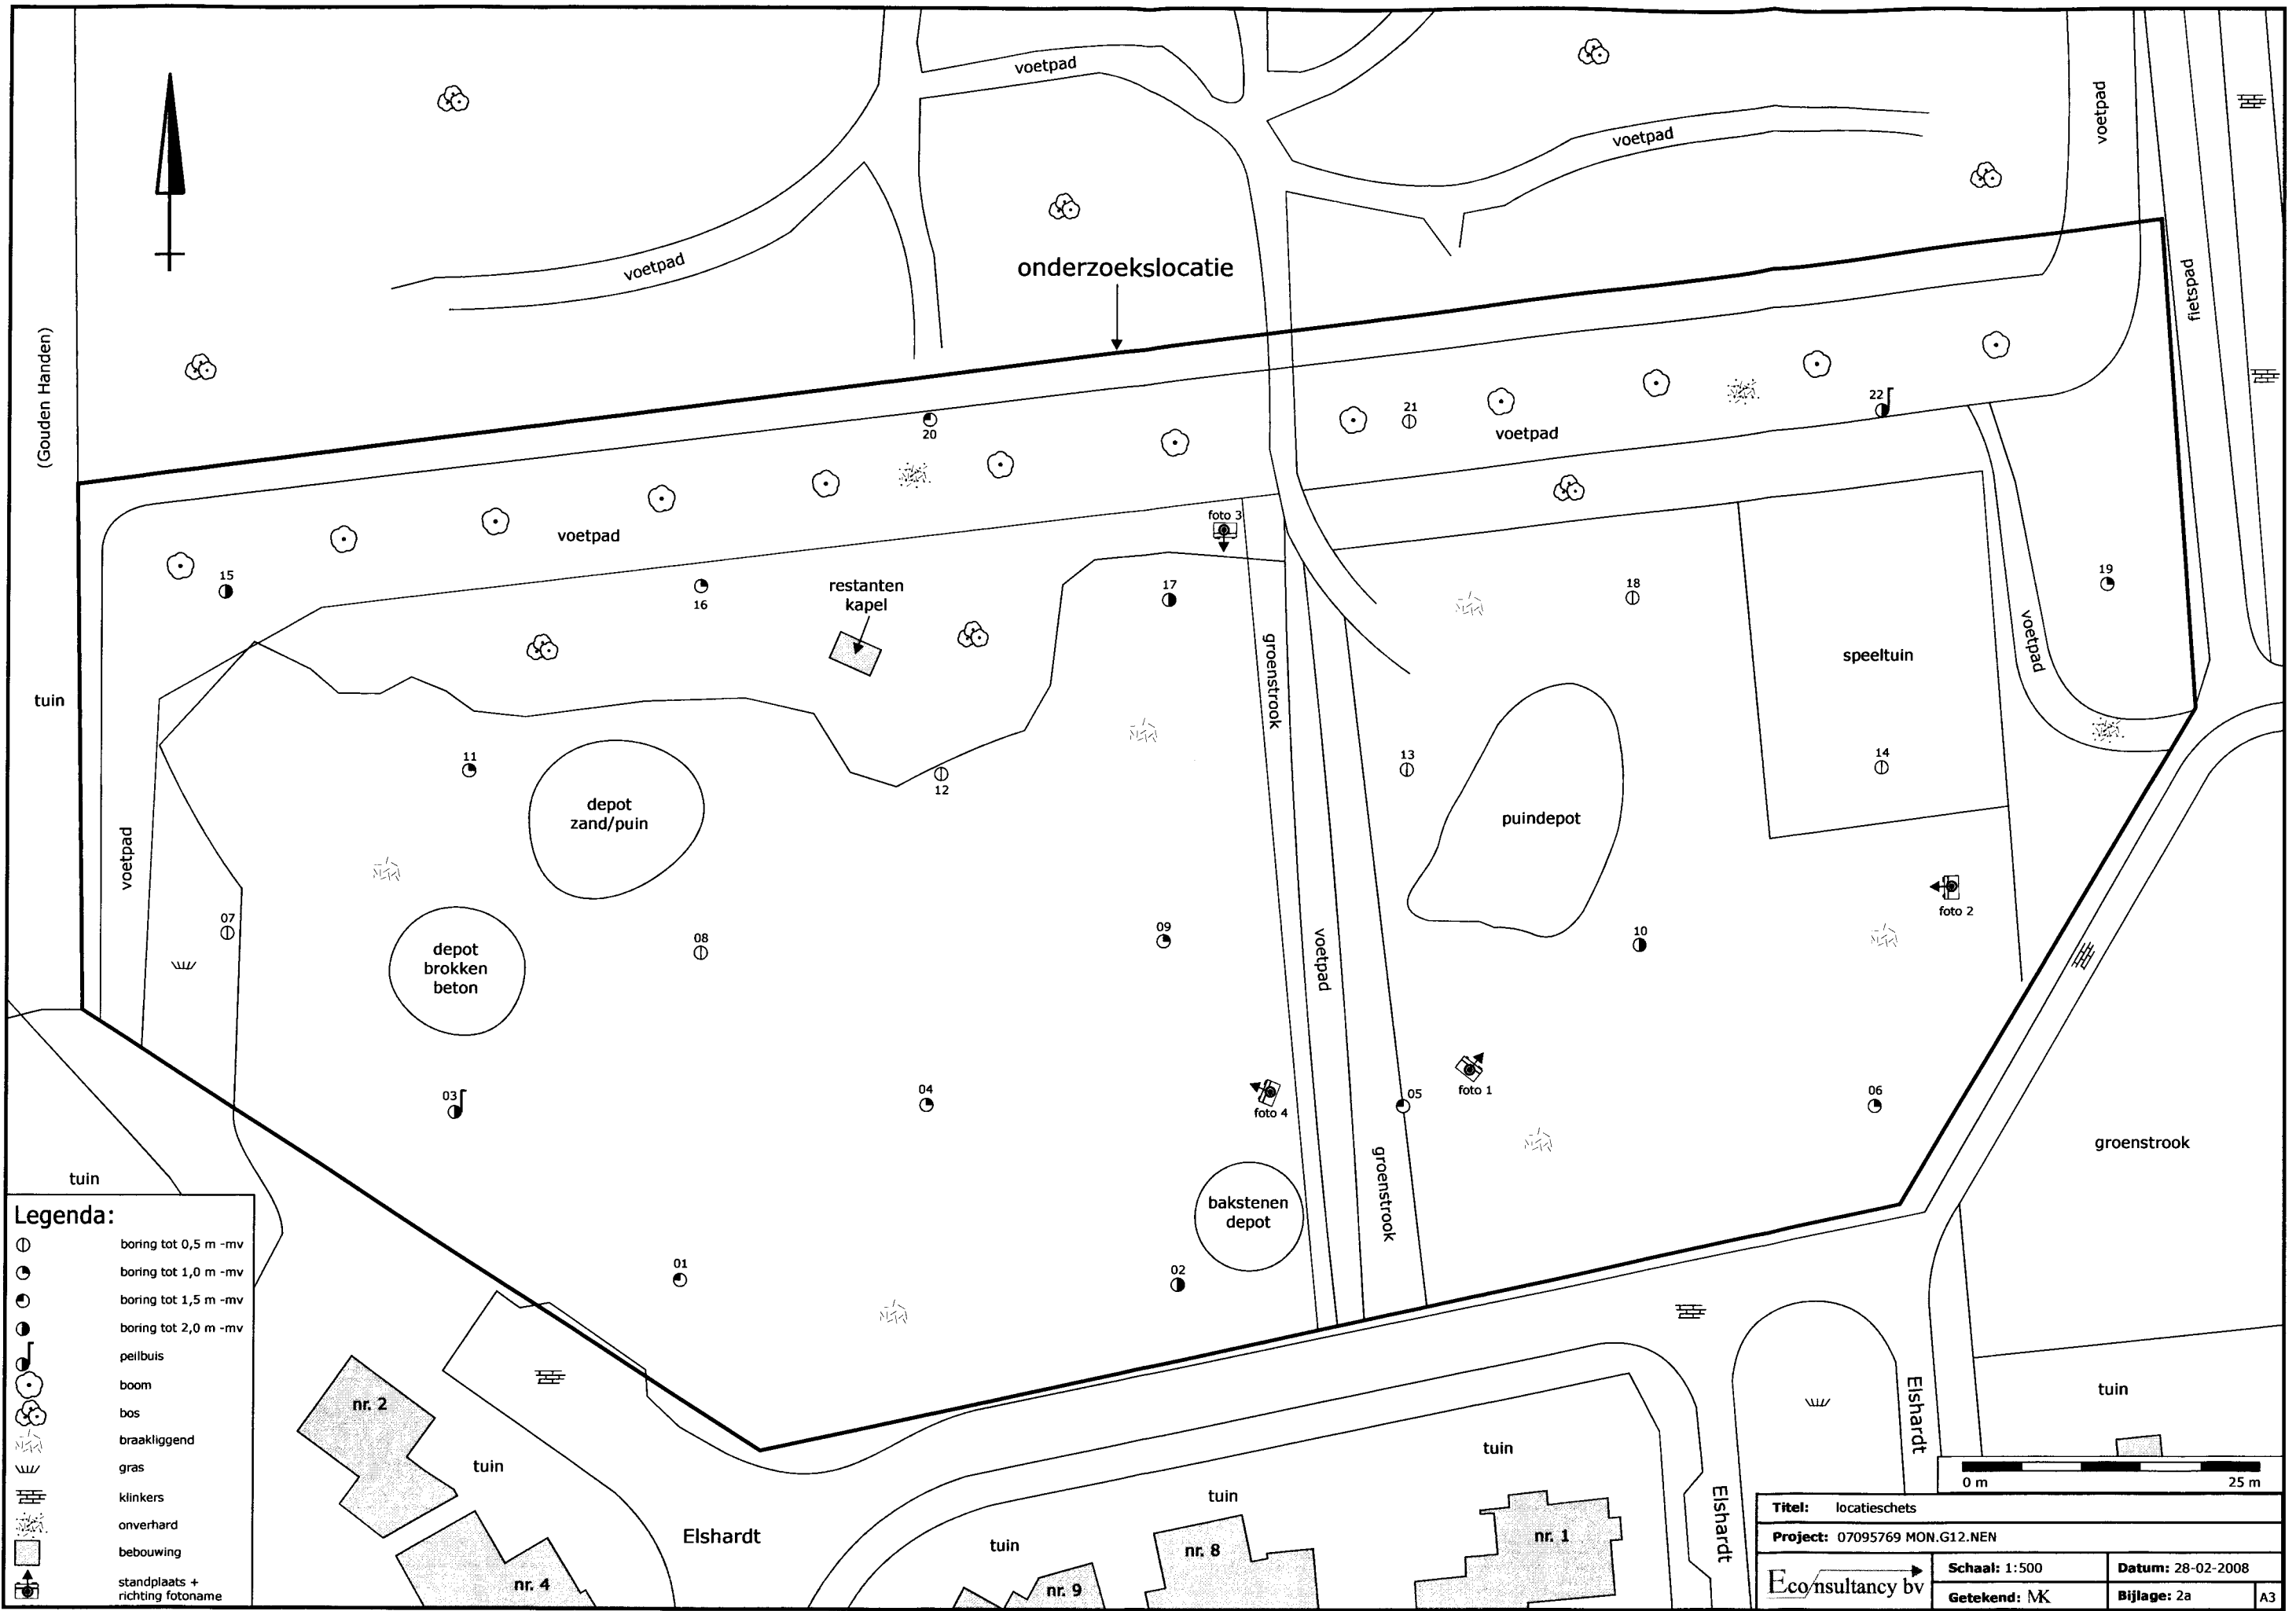 voetpad
voetpad
voetpad
voetpad
onderzoekslocatie
fietspad
(Gouden Handen)
22
21
20
voetpad
foto 3
voetpad
15
16
restanten
kapel
17
18
19
groenstrook
voetpad
speeltuin
tuin
11
12
13
14
depot
zand/puin
puindepot
voetpad
foto 2
07
08
09
10
depot
brokken
beton
voetpad
03
04
foto 4
05
foto 1
06
groenstrook
tuin
groenstrook
bakstenen
depot
01
02
Legenda:
boring tot 0,5 m -mv
boring tot 1,0 m -mv
boring tot 1,5 m -mv
boring tot 2,0 m -mv
peilbuis
boom
bos
braakliggend
gras
klinkers
onverhard
bebouwing
standplaats +
richting fotoname
nr. 2
tuin
nr. 4
Elshardt
tuin
nr. 9
tuin
nr. 8
tuin
nr. 1
Elshardt
Elshardt
tuin
0 m 25 m
Titel: locatieschets
Project: 07095769 MON.G12.NEN
Econsultancy bv
Schaal: 1:500
Datum: 28-02-2008
Getekend: MK
Bijlage: 2a
A3